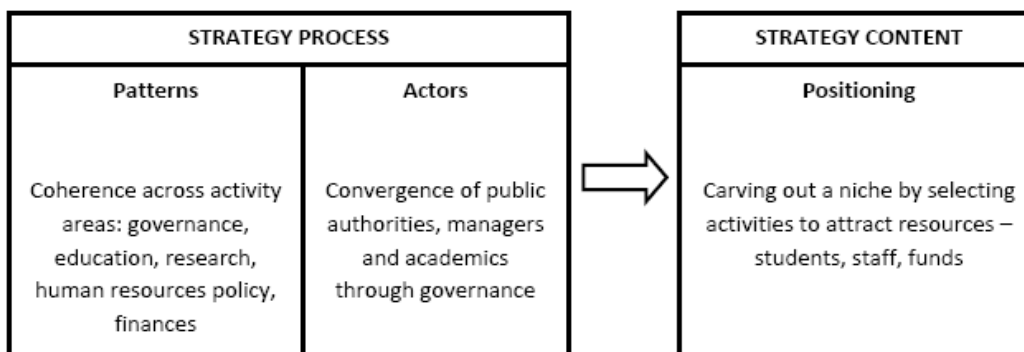 STRATEGY PROCESS
Patterns
Coherence across activity
areas: governance,
education, research,
human resources policy,
finances
Actors
Convergence of public
authorities, managers
and academics
through governance
STRATEGY CONTENT
Positioning
Carving out a niche by selecting
activities to attract resources –
students, staff, funds